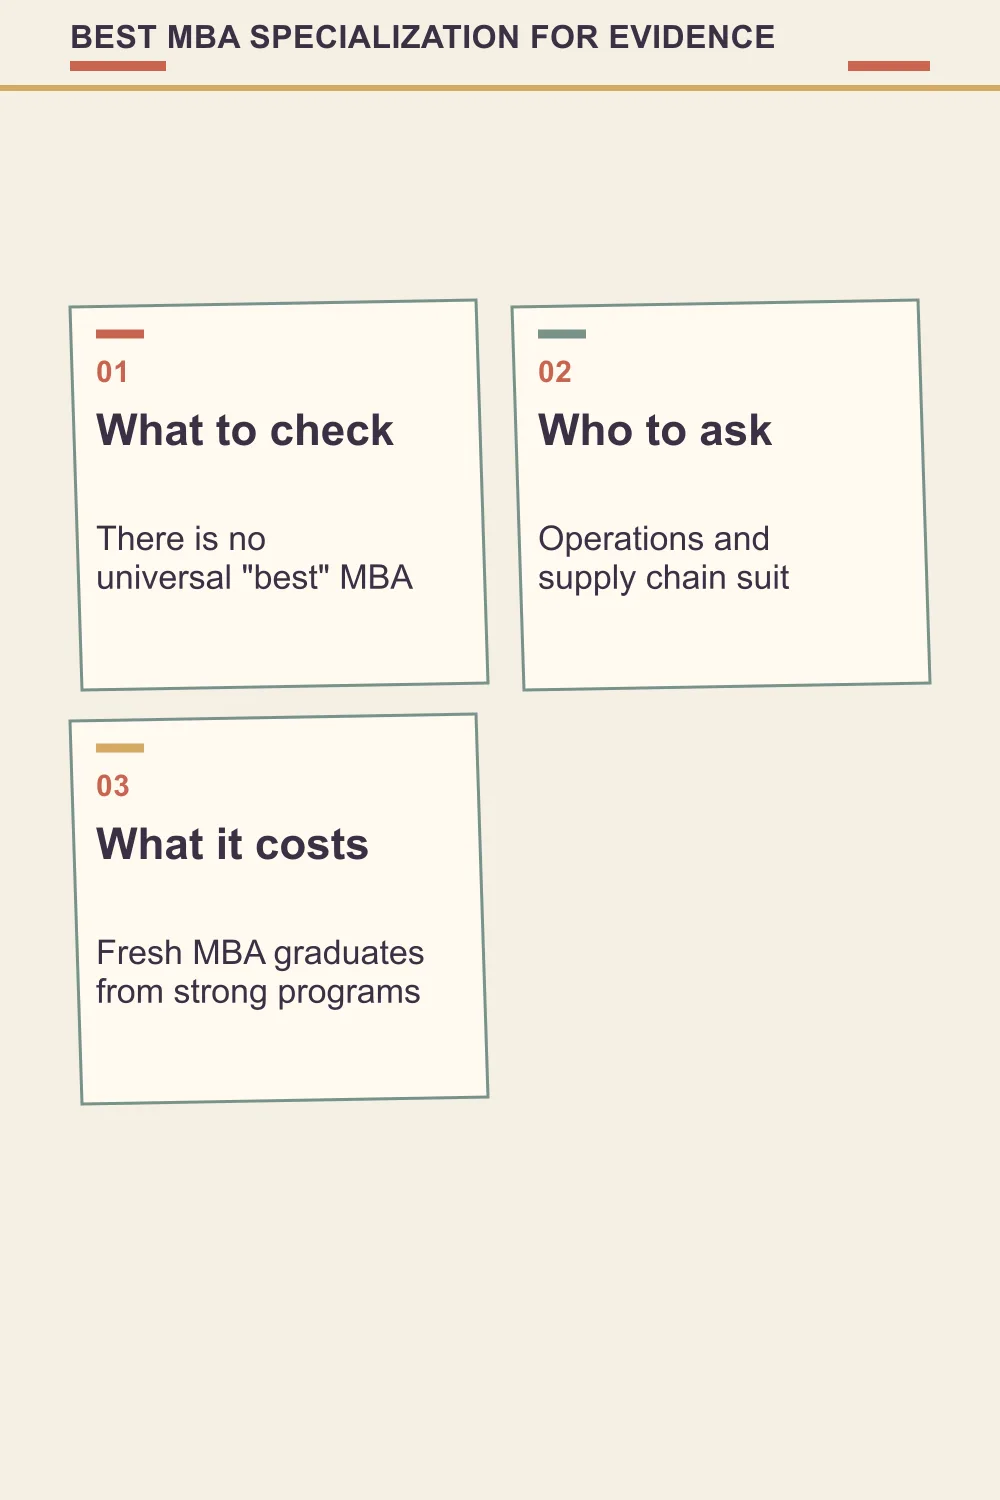 BEST MBA SPECIALIZATION FOR EVIDENCE
01
What to check
There is no
universal "best" MBA
02
Who to ask
Operations and
supply chain suit
03
What it costs
Fresh MBA graduates
from strong programs